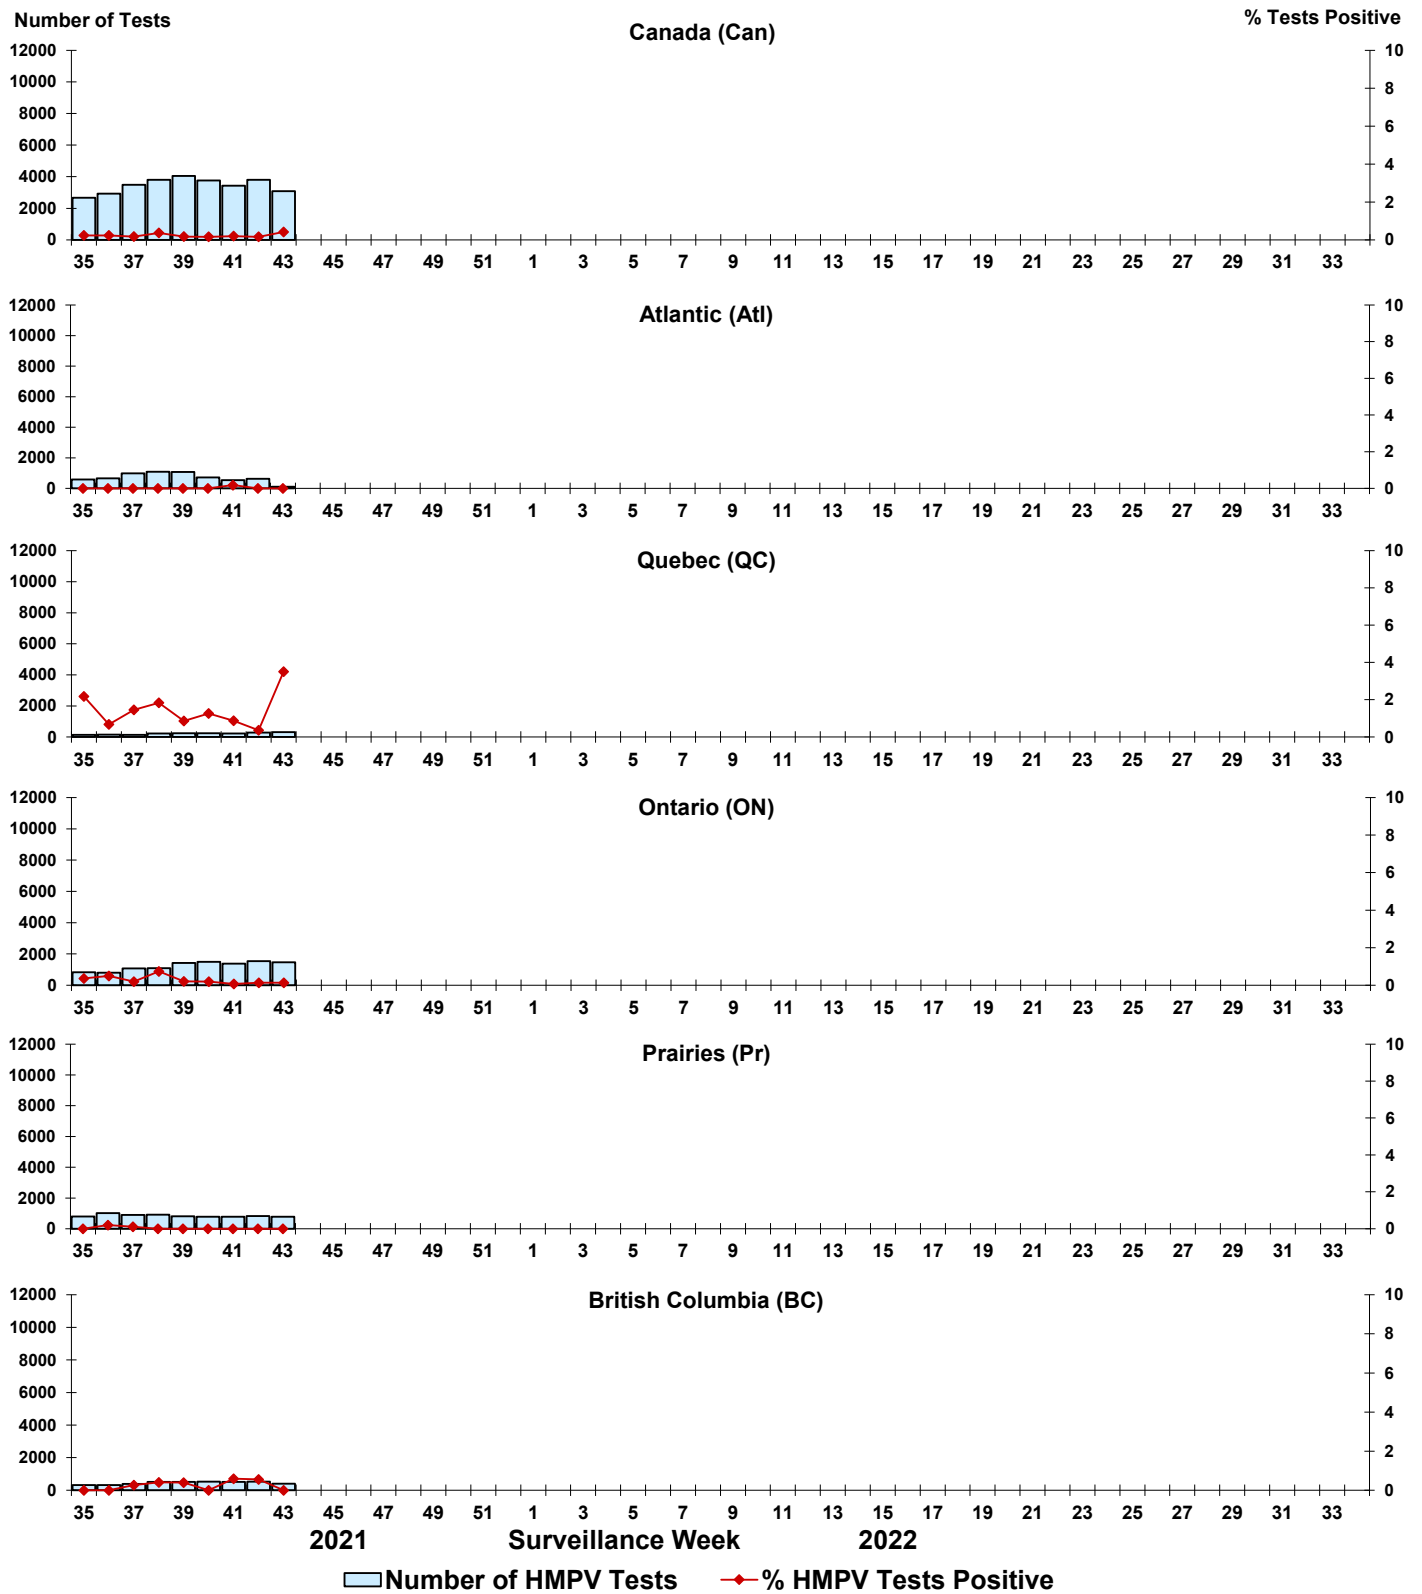 Number of Tests
% Tests Positive
Canada (Can)
12000 10
10000 8
8000
6000 6
4000 4
2000 2
0 0
35 37 39 41 43 45 47 49 51 1 3 5 7 9 11 13 15 17 19 21 23 25 27 29 31 33
Atlantic (Atl)
12000 10
10000 8
8000
6000 6
4000 4
2000 2
0 0
35 37 39 41 43 45 47 49 51 1 3 5 7 9 11 13 15 17 19 21 23 25 27 29 31 33
Quebec (QC)
12000 10
10000 8
8000
6000 6
4000 4
2000 2
0 0
35 37 39 41 43 45 47 49 51 1 3 5 7 9 11 13 15 17 19 21 23 25 27 29 31 33
Ontario (ON)
12000 10
10000 8
8000
6000 6
4000 4
2000 2
0 0
35 37 39 41 43 45 47 49 51 1 3 5 7 9 11 13 15 17 19 21 23 25 27 29 31 33
Prairies (Pr)
12000 10
10000 8
8000
6000 6
4000 4
2000 2
0 0
35 37 39 41 43 45 47 49 51 1 3 5 7 9 11 13 15 17 19 21 23 25 27 29 31 33
British Columbia (BC)
12000 10
10000 8
8000
6000 6
4000 4
2000 2
0 0
35 37 39 41 43 45 47 49 51 1 3 5 7 9 11 13 15 17 19 21 23 25 27 29 31 33
2021 Surveillance Week 2022
Number of HMPV Tests % HMPV Tests Positive